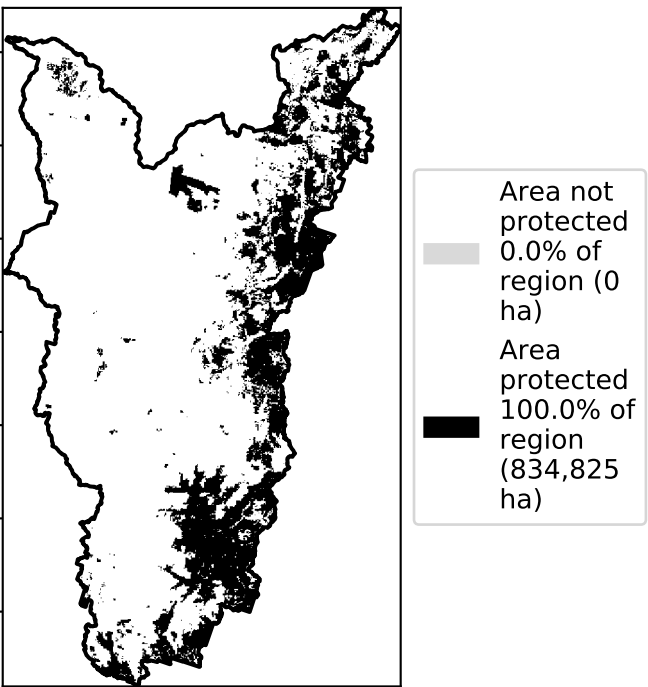 Area not
protected
0.0% of
region (0
ha)
Area
protected
100.0% of
region
(834,825
ha)